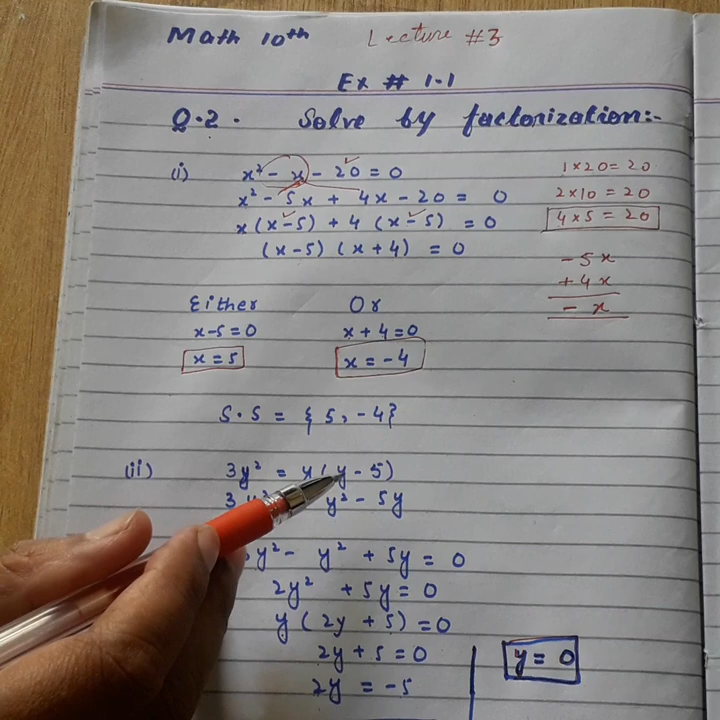 Math 10th Lecture #3
Ex # 1.1
Q.2. Solve by factorization:-
(i) x² - x - 20 = 0
x² - 5x + 4x - 20 = 0
x(x-5) + 4 (x-5) = 0
(x-5) (x+4) = 0
1×20=20
2×10=20
4×5=20
-5x
+4x
- x
Either Or
x-5=0 x+4=0
x=5 x=-4
S.S = {5, -4}
(ii) 3y² = y(y-5)
y² - 5y
y² - y² + 5y = 0
2y² + 5y = 0
y(2y+5)=0
2y+5=0 y=0
2y = -5